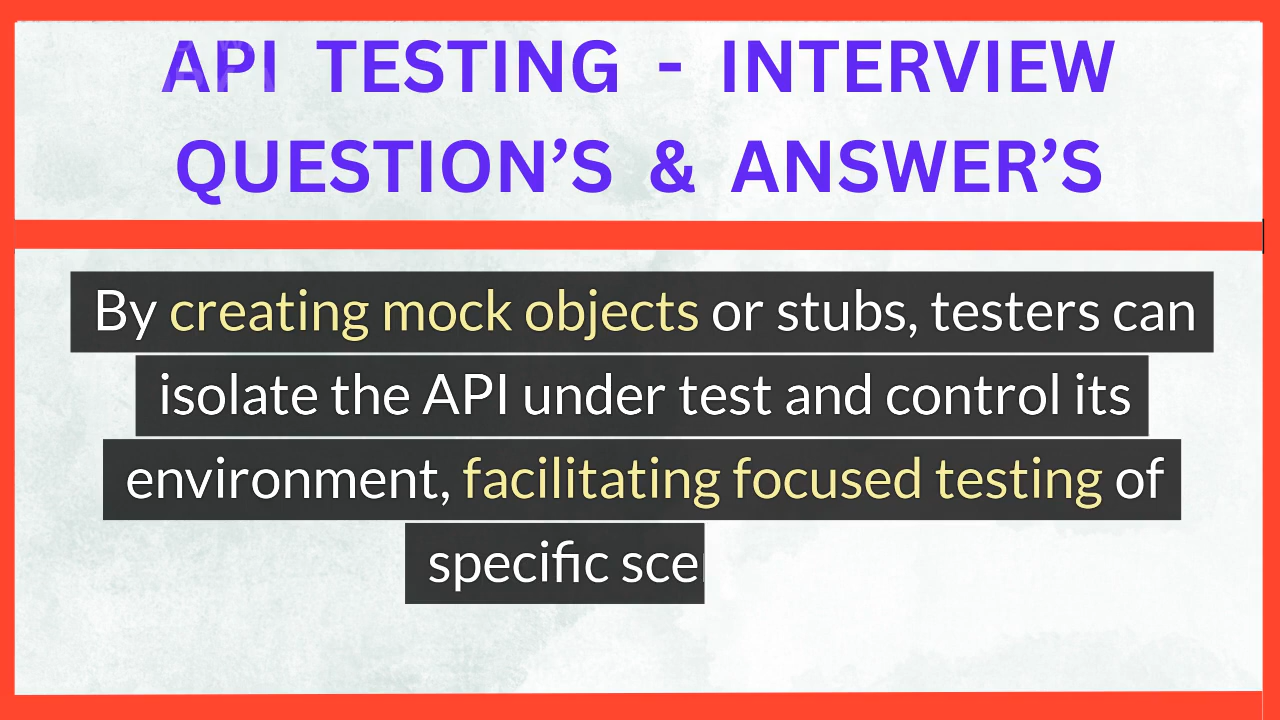 API TESTING - INTERVIEW
QUESTION’S & ANSWER’S
By creating mock objects or stubs, testers can
isolate the API under test and control its
environment, facilitating focused testing of
specific